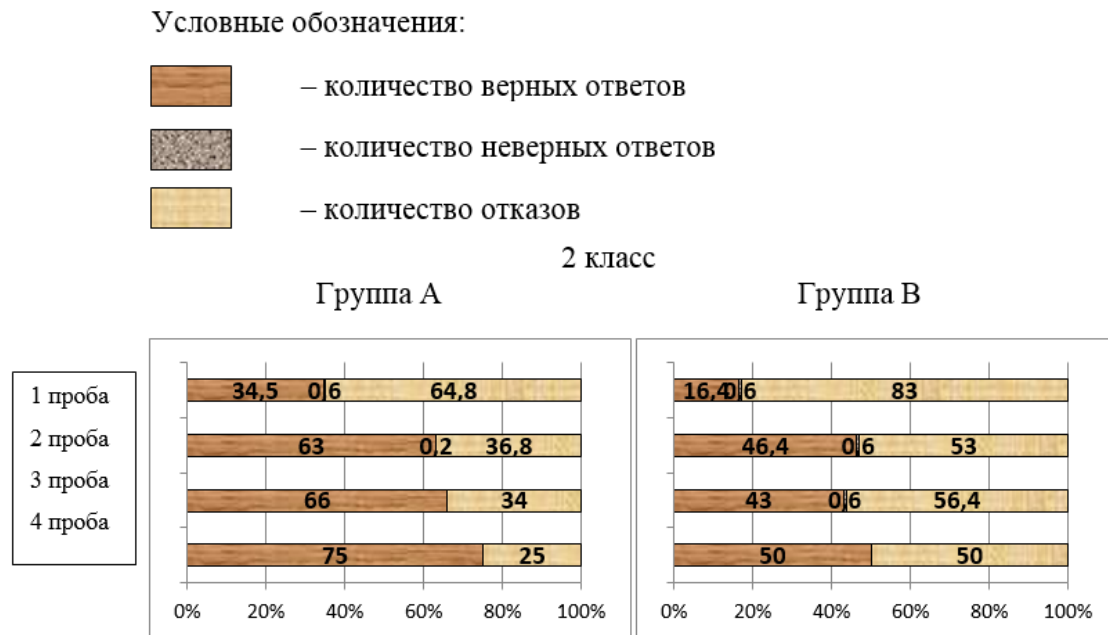 Условные обозначения:
– количество верных ответов
– количество неверных ответов
– количество отказов
2 класс
Группа А
Группа В
1 проба
2 проба
3 проба
4 проба
34,5 0,6 64,8
63 0,2 36,8
66 34
75 25
0% 20% 40% 60% 80% 100%
16,4 0,6 83
46,4 0,6 53
43 0,6 56,4
50 50
0% 20% 40% 60% 80% 100%